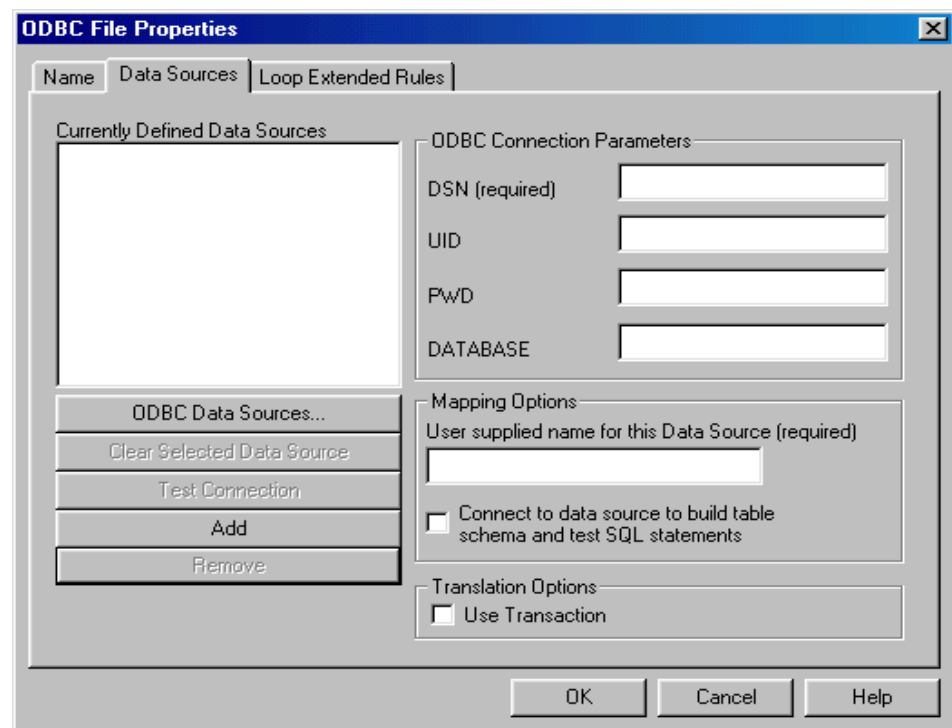 ODBC File Properties
Name
Data Sources
Loop Extended Rules
Currently Defined Data Sources
ODBC Data Sources...
Clear Selected Data Source
Test Connection
Add
Remove
ODBC Connection Parameters
DSN (required)
UID
PWD
DATABASE
Mapping Options
User supplied name for this Data Source (required)
Connect to data source to build table
schema and test SQL statements
Translation Options
Use Transaction
OK
Cancel
Help